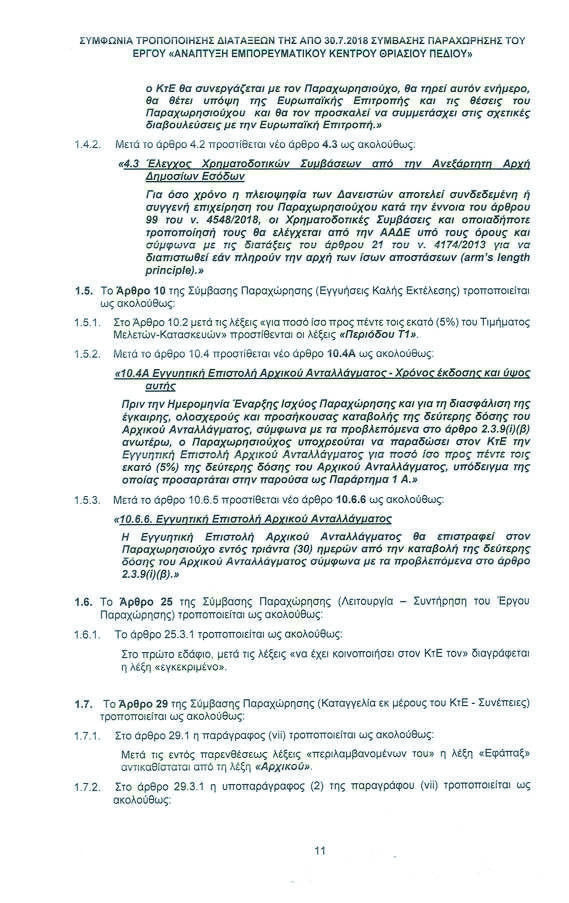 ΣΥΜΦΩΝΙΑ ΤΡΟΠΟΠΟΙΗΣΗΣ ΔΙΑΤΑΞΕΩΝ ΤΗΣ ΑΠΟ 30.7.2018 ΣΥΜΒΑΣΗΣ ΠΑΡΑΧΩΡΗΣΗΣ ΤΟΥ
ΕΡΓΟΥ «ΑΝΑΠΤΥΞΗ ΕΜΠΟΡΕΥΜΑΤΙΚΟΥ ΚΕΝΤΡΟΥ ΘΡΙΑΣΙΟΥ ΠΕΔΙΟΥ»
ο ΚτΕ θα συνεργάζεται με τον Παραχωρησιούχο, θα τηρεί αυτόν ενήμερο,
θα θέτει υπόψη της Ευρωπαϊκής Επιτροπής και τις θέσεις του
Παραχωρησιούχου και θα τον προσκαλεί να συμμετάσχει στις σχετικές
διαβουλεύσεις με την Ευρωπαϊκή Επιτροπή.»
1.4.2. Μετά το άρθρο 4.2 προστίθεται νέο άρθρο 4.3 ως ακολούθως:
«4.3 Έλεγχος Χρηματοδοτικών Συμβάσεων από την Ανεξάρτητη Αρχή
Δημοσίων Εσόδων
Για όσο χρόνο η πλειοψηφία των Δανειστών αποτελεί συνδεδεμένη ή
συγγενή επιχείρηση του Παραχωρησιούχου κατά την έννοια του άρθρου
99 του ν. 4548/2018, οι Χρηματοδοτικές Συμβάσεις και οποιαδήποτε
τροποποίησή τους θα ελέγχεται από την ΑΑΔΕ υπό τους όρους και
σύμφωνα με τις διατάξεις του άρθρου 21 του ν. 4174/2013 για να
διαπιστωθεί εάν πληρούν την αρχή των ίσων αποστάσεων (arm's length
principle).»
1.5. Το Άρθρο 10 της Σύμβασης Παραχώρησης (Εγγυήσεις Καλής Εκτέλεσης) τροποποιείται
ως ακολούθως:
1.5.1. Στο Άρθρο 10.2 μετά τις λέξεις «για ποσό ίσο προς πέντε τοις εκατό (5%) του Τιμήματος
Μελετών-Κατασκευών» προστίθενται οι λέξεις «Περιόδου Τ1».
1.5.2. Μετά το άρθρο 10.4 προστίθεται νέο άρθρο 10.4Α ως ακολούθως:
«10.4Α Εγγυητική Επιστολή Αρχικού Ανταλλάγματος - Χρόνος έκδοσης και ύψος
αυτής
Πριν την Ημερομηνία Έναρξης Ισχύος Παραχώρησης και για τη διασφάλιση της
έγκαιρης, ολοσχερούς και προσήκουσας καταβολής της δεύτερης δόσης του
Αρχικού Ανταλλάγματος, σύμφωνα με τα προβλεπόμενα στο άρθρο 2.3.9(i)(β)
ανωτέρω, ο Παραχωρησιούχος υποχρεούται να παραδώσει στον ΚτΕ την
Εγγυητική Επιστολή Αρχικού Ανταλλάγματος για ποσό ίσο προς πέντε τοις
εκατό (5%) της δεύτερης δόσης του Αρχικού Ανταλλάγματος, υπόδειγμα της
οποίας προσαρτάται στην παρούσα ως Παράρτημα 1 Α.»
1.5.3. Μετά το άρθρο 10.6.5 προστίθεται νέο άρθρο 10.6.6 ως ακολούθως:
«10.6.6. Εγγυητική Επιστολή Αρχικού Ανταλλάγματος
Η Εγγυητική Επιστολή Αρχικού Ανταλλάγματος θα επιστραφεί στον
Παραχωρησιούχο εντός τριάντα (30) ημερών από την καταβολή της δεύτερης
δόσης του Αρχικού Ανταλλάγματος σύμφωνα με τα προβλεπόμενα στο άρθρο
2.3.9(i)(β).»
1.6. Το Άρθρο 25 της Σύμβασης Παραχώρησης (Λειτουργία – Συντήρηση του Έργου
Παραχώρησης) τροποποιείται ως ακολούθως:
1.6.1. Το άρθρο 25.3.1 τροποποιείται ως ακολούθως:
Στο πρώτο εδάφιο, μετά τις λέξεις «να έχει κοινοποιήσει στον ΚτΕ τον» διαγράφεται
η λέξη «εγκεκριμένο».
1.7. Το Άρθρο 29 της Σύμβασης Παραχώρησης (Καταγγελία εκ μέρους του ΚτΕ - Συνέπειες)
τροποποιείται ως ακολούθως:
1.7.1. Στο άρθρο 29.1 η παράγραφος (vii) τροποποιείται ως ακολούθως:
Μετά τις εντός παρενθέσεως λέξεις «περιλαμβανομένων του» η λέξη «Εφάπαξ»
αντικαθίσταται από τη λέξη «Αρχικού».
1.7.2. Στο άρθρο 29.3.1 η υποπαράγραφος (2) της παραγράφου (vii) τροποποιείται ως
ακολούθως:
11